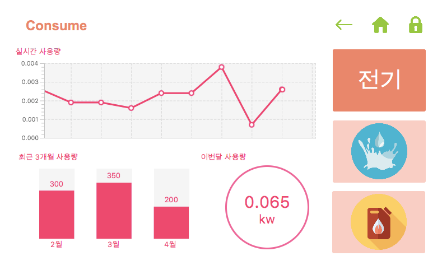 Consume
실시간 사용량
0.004
0.003
0.002
0.001
0.000
전기
최근 3개월 사용량
이번달 사용량
300
350
200
2월
3월
4월
0.065
kw